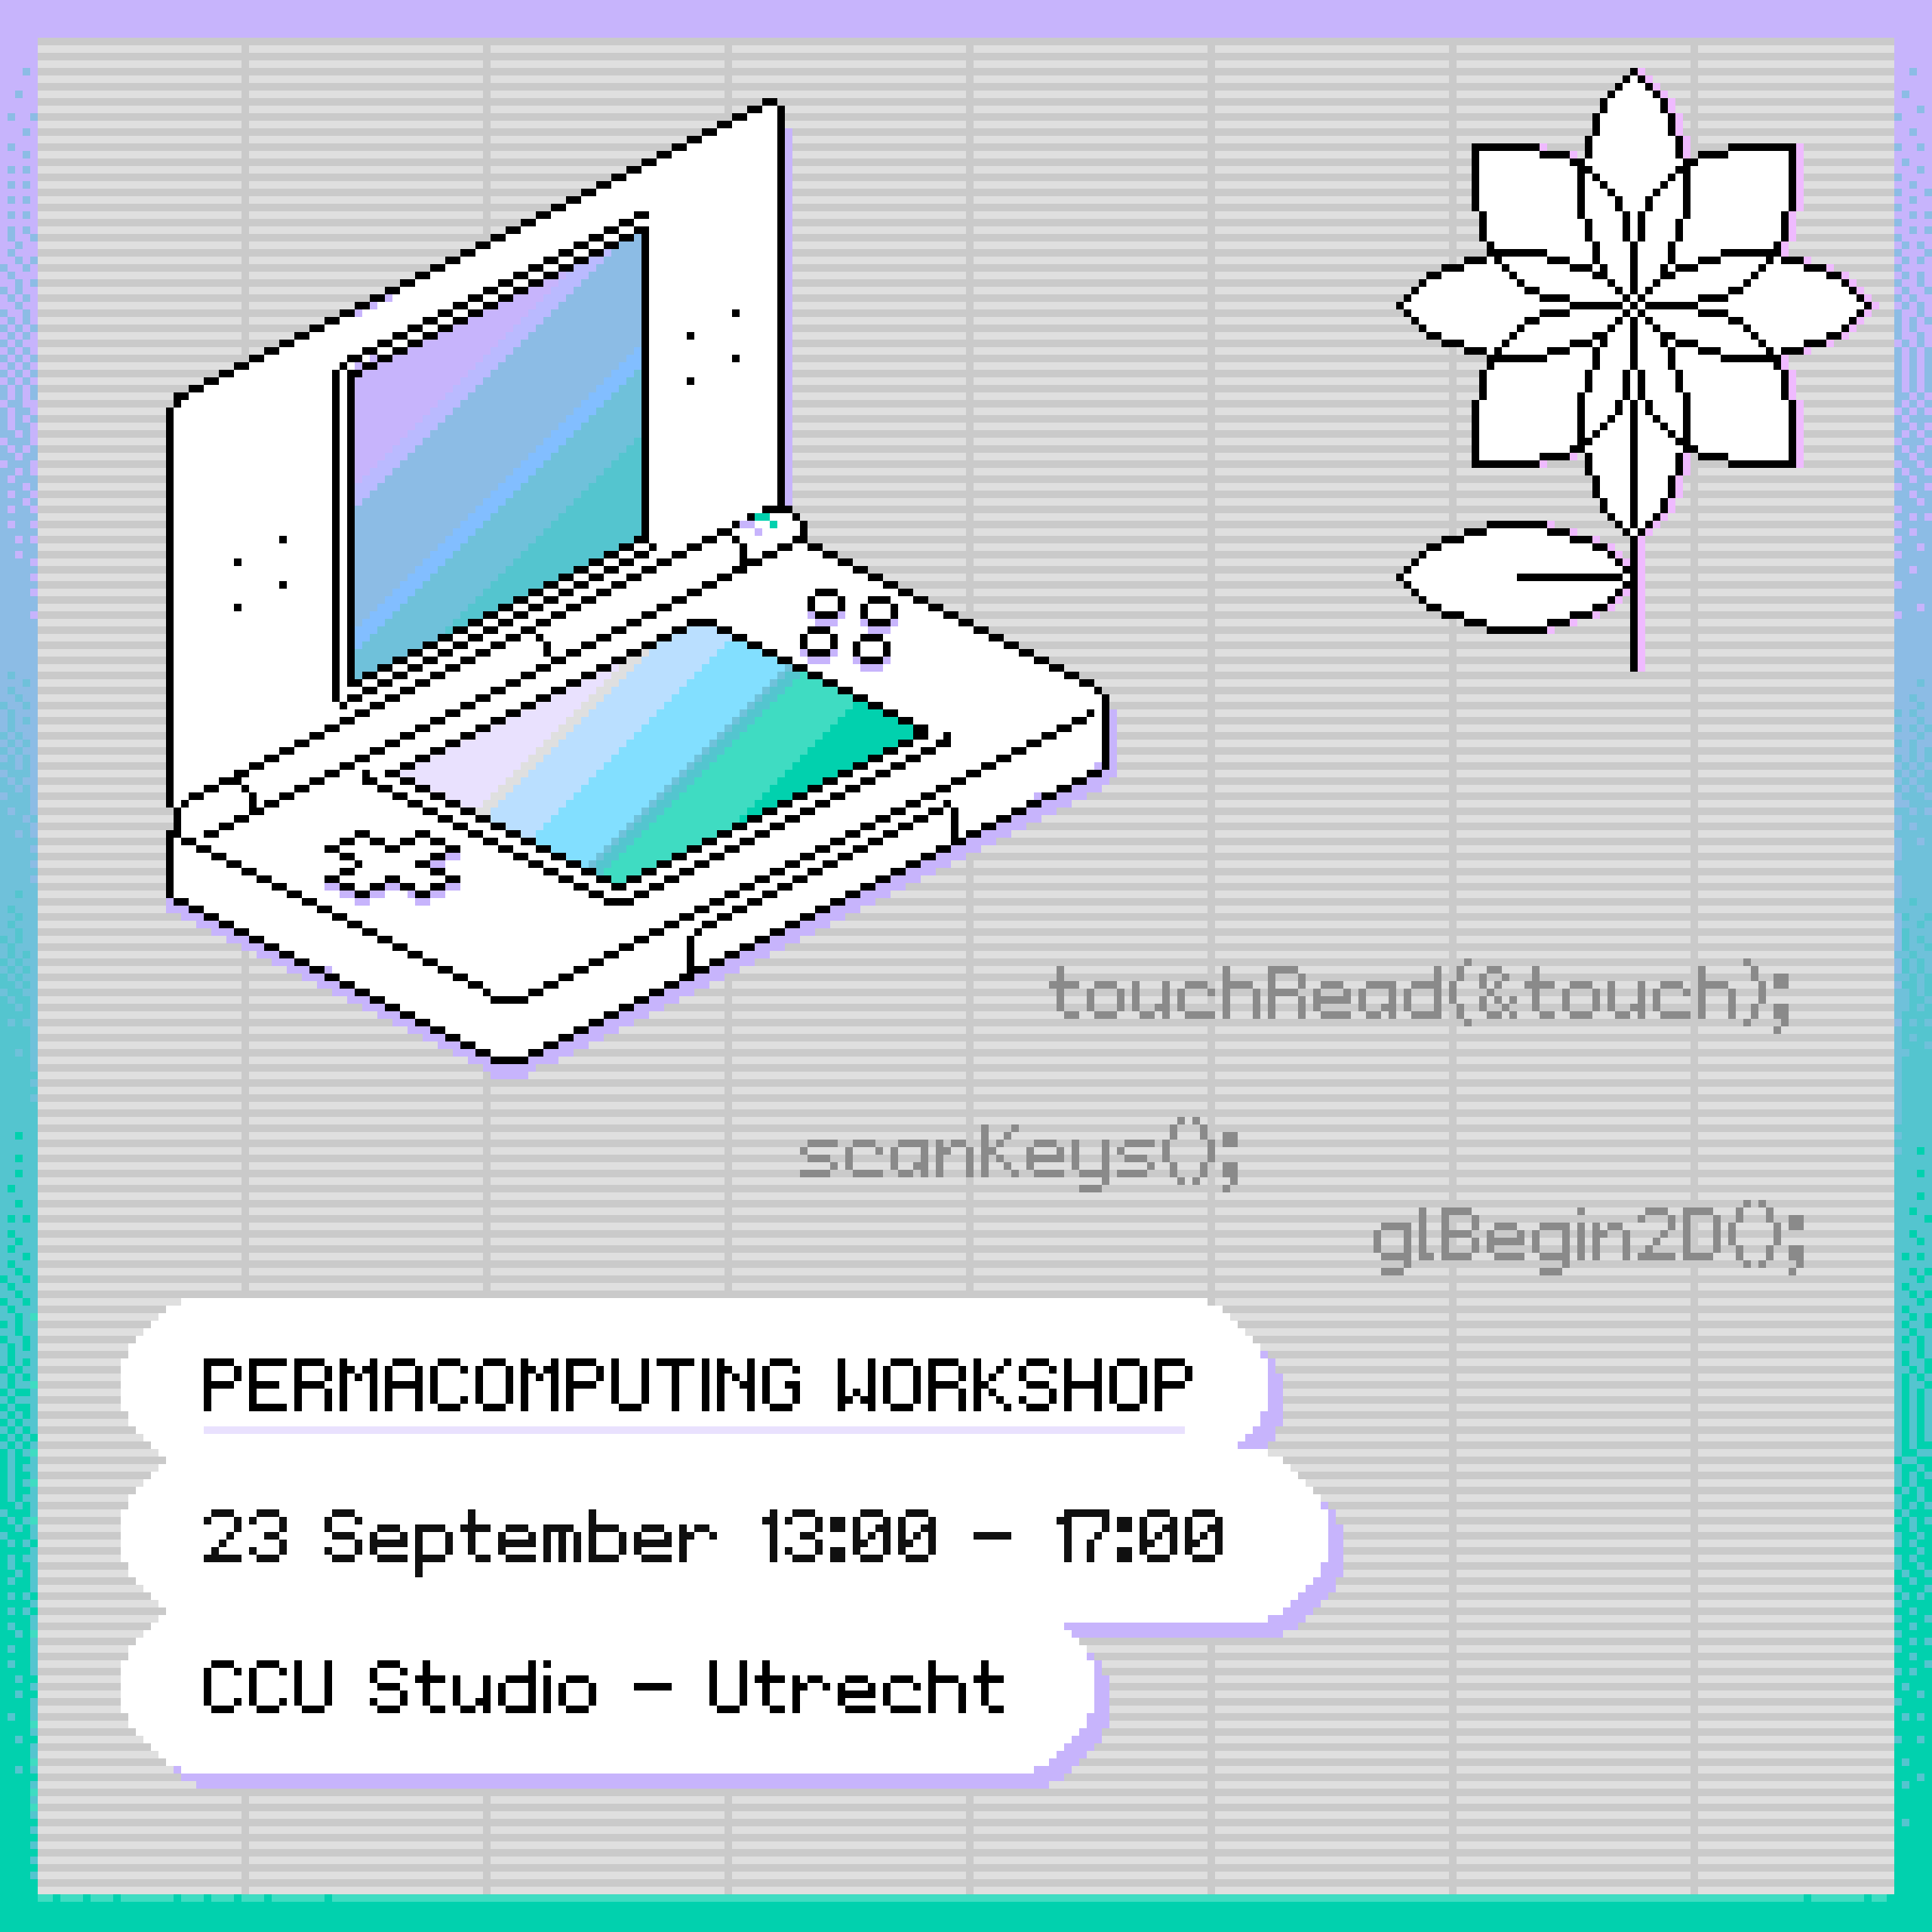 touchRead(&touch);
scanKeys();
glBegin2D();
PERMACOMPUTING WORKSHOP
23 September 13:00 - 17:00
CCU Studio - Utrecht